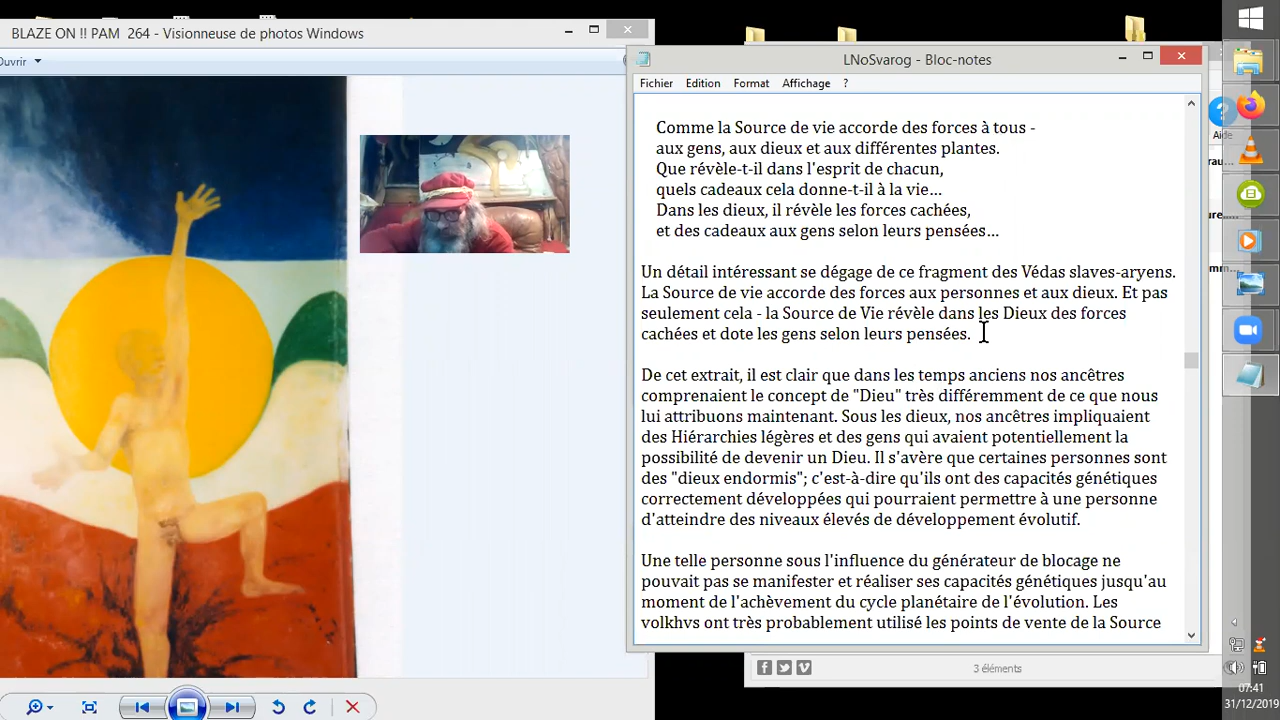 BLAZE ON !! PAM  264 - Visionneuse de photos Windows
Ouvrir
LNoSvarog - Bloc-notes
Fichier Edition Format Affichage ?
Comme la Source de vie accorde des forces à tous -
aux gens, aux dieux et aux différentes plantes.
Que révèle-t-il dans l'esprit de chacun,
quels cadeaux cela donne-t-il à la vie...
Dans les dieux, il révèle les forces cachées,
et des cadeaux aux gens selon leurs pensées...
Un détail intéressant se dégage de ce fragment des Védas slaves-aryens.
La Source de vie accorde des forces aux personnes et aux dieux. Et pas
seulement cela - la Source de Vie révèle dans les Dieux des forces
cachées et dote les gens selon leurs pensées.
De cet extrait, il est clair que dans les temps anciens nos ancêtres
comprenaient le concept de "Dieu" très différemment de ce que nous
lui attribuons maintenant. Sous les dieux, nos ancêtres impliquaient
des Hiérarchies légères et des gens qui avaient potentiellement la
possibilité de devenir un Dieu. Il s'avère que certaines personnes sont
des "dieux endormis"; c'est-à-dire qu'ils ont des capacités génétiques
correctement développées qui pourraient permettre à une personne
d'atteindre des niveaux élevés de développement évolutif.
Une telle personne sous l'influence du générateur de blocage ne
pouvait pas se manifester et réaliser ses capacités génétiques jusqu'au
moment de l'achèvement du cycle planétaire de l'évolution. Les
volkhvs ont très probablement utilisé les points de vente de la Source
3 éléments
Aide
07:41
31/12/2019